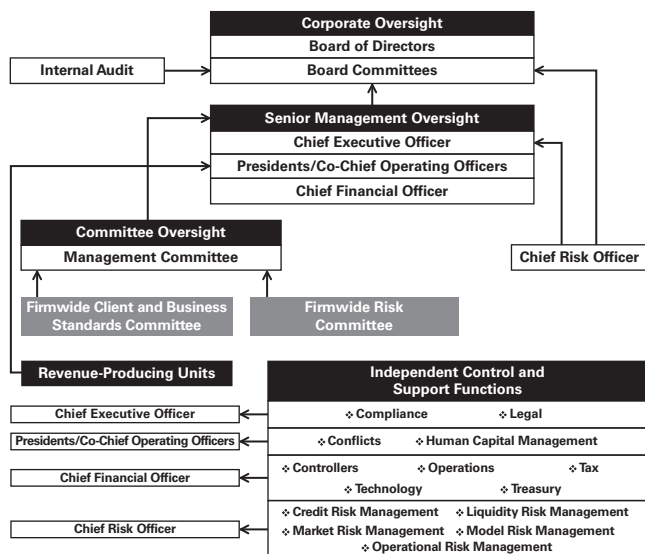 Corporate Oversight
Board of Directors
Internal Audit
Board Committees
Senior Management Oversight
Chief Executive Officer
Presidents/Co-Chief Operating Officers
Chief Financial Officer
Committee Oversight
Management Committee
Chief Risk Officer
Firmwide Client and Business
Standards Committee
Firmwide Risk
Committee
Revenue-Producing Units
Independent Control and
Support Functions
Chief Executive Officer
❖ Compliance ❖ Legal
Presidents/Co-Chief Operating Officers
❖ Conflicts ❖ Human Capital Management
Chief Financial Officer
❖ Controllers ❖ Operations ❖ Tax
❖ Technology ❖ Treasury
Chief Risk Officer
❖ Credit Risk Management ❖ Liquidity Risk Management
❖ Market Risk Management ❖ Model Risk Management
❖ Operational Risk Management